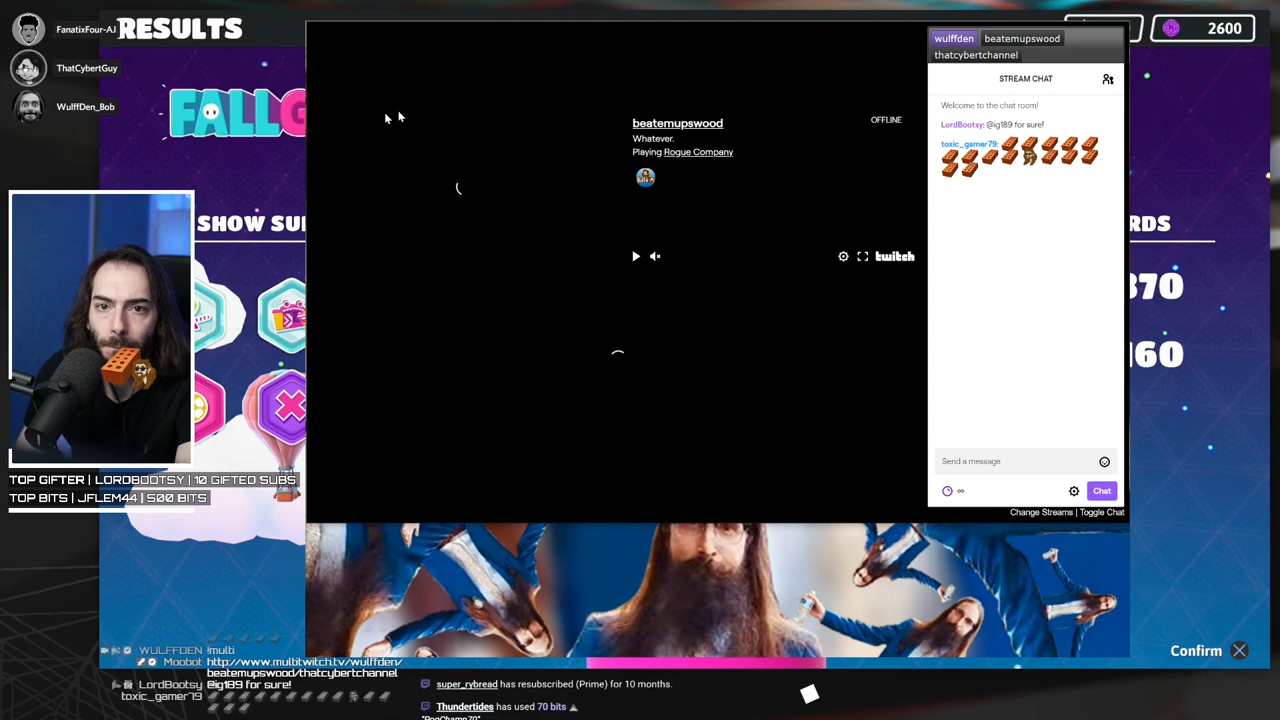 FanatixFour-AJ
ThatCybertGuy
WulffDen_Bob
RESULTS
2600
FALLG
SHOW SU
RDS
370
160
beatemupswood
Whatever.
Playing Rogue Company
OFFLINE
twitch
wulffden
beatemupswood
thatcybertchannel
STREAM CHAT
Welcome to the chat room!
LordBootsy: @ig189 for sure!
toxic_gamer79:
Send a message
Chat
Change Streams | Toggle Chat
TOP GIFTER | LORDBOOTSY | 10 GIFTED SUBS
TOP BITS | JFLEM44 | 500 BITS
WULFFDEN !multi
Moobot http://www.multitwitch.tv/wulffden/
beatemupswood/thatcybertchannel
LordBootsy @ig189 for sure!
toxic_gamer79
super_rybread has resubscribed (Prime) for 10 months.
Thundertides has used 70 bits
"PogChamp70"
Confirm